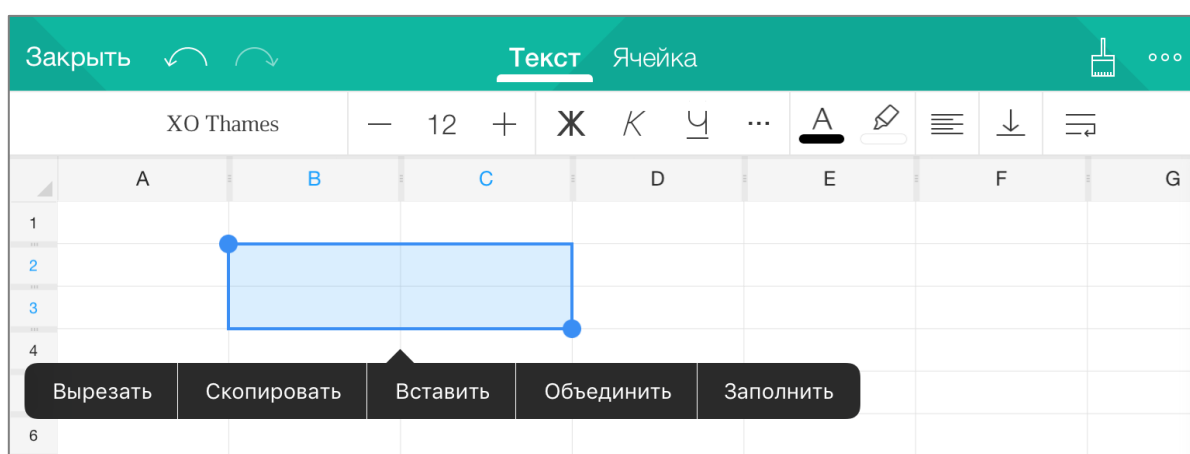 Закрыть Текст Ячейка
XO Thames — 12 + Ж К Ч ... А
A B C D E F G
1
2
3
4
Вырезать Скопировать Вставить Объединить Заполнить
6